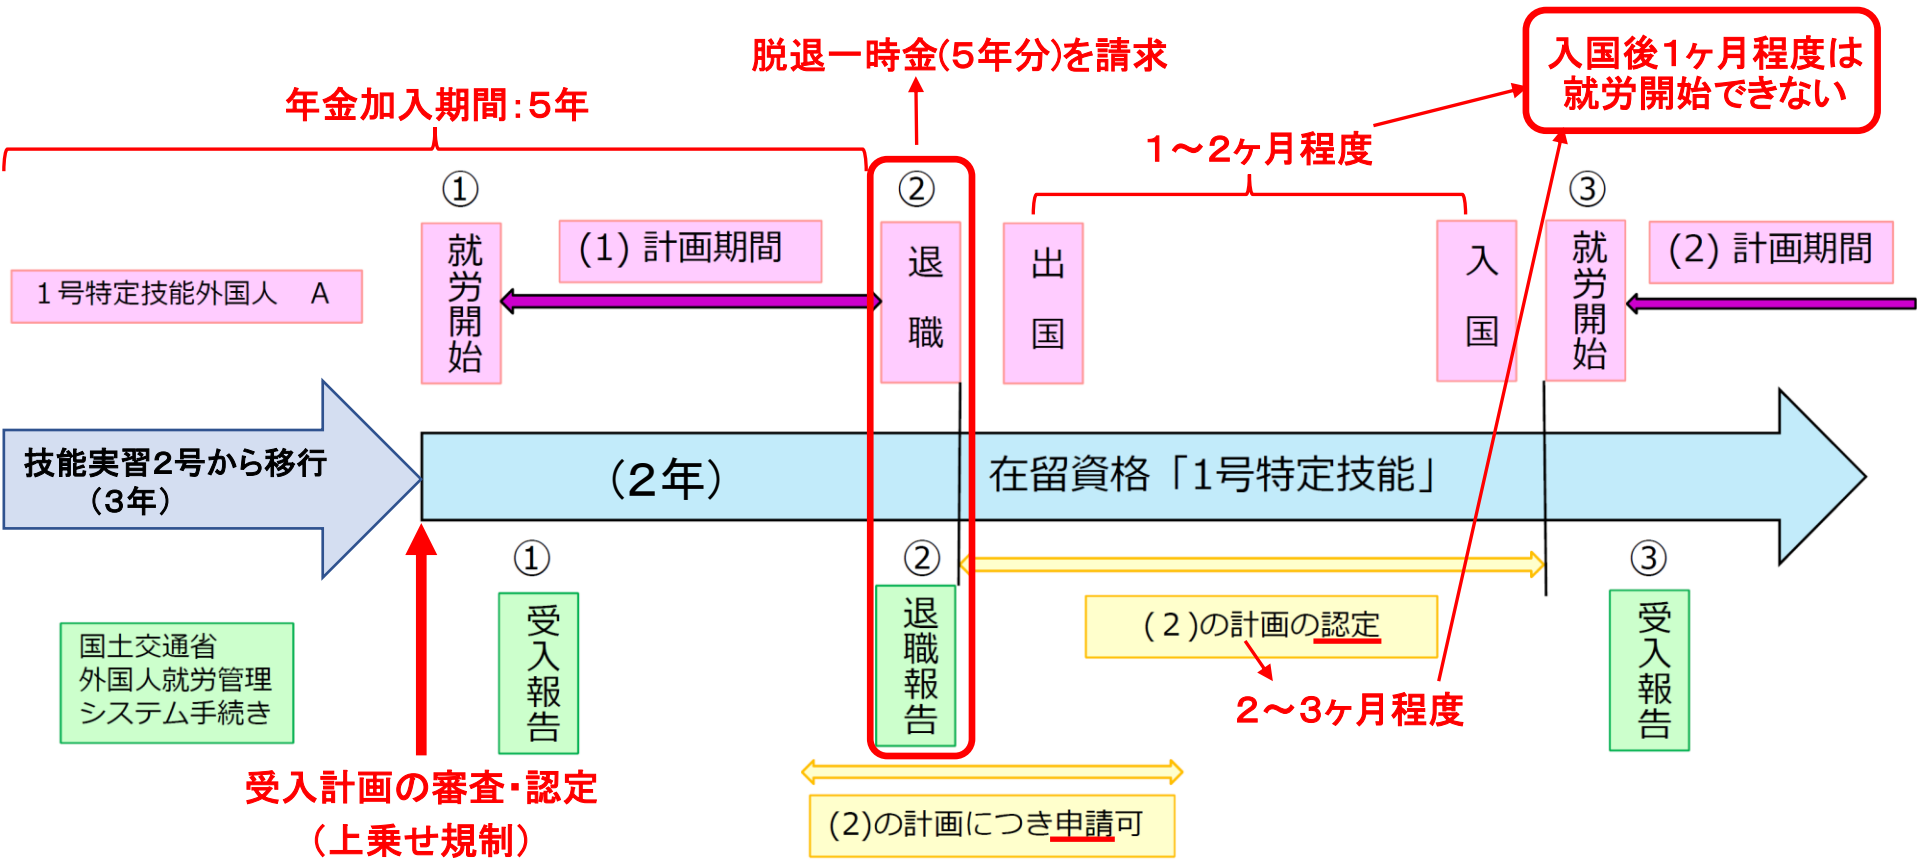 脱退一時金(5年分)を請求
入国後1ヶ月程度は
就労開始できない
年金加入期間:5年
1~2ヶ月程度
①
②
③
就労開始
(1) 計画期間
退職
出国
入国
就労開始
(2) 計画期間
1号特定技能外国人 A
技能実習2号から移行
(3年)
(2年)
在留資格「1号特定技能」
①
②
③
受入報告
退職報告
(2)の計画の認定
受入報告
国土交通省
外国人就労管理
システム手続き
2~3ヶ月程度
受入計画の審査・認定
(上乗せ規制)
(2)の計画につき申請可